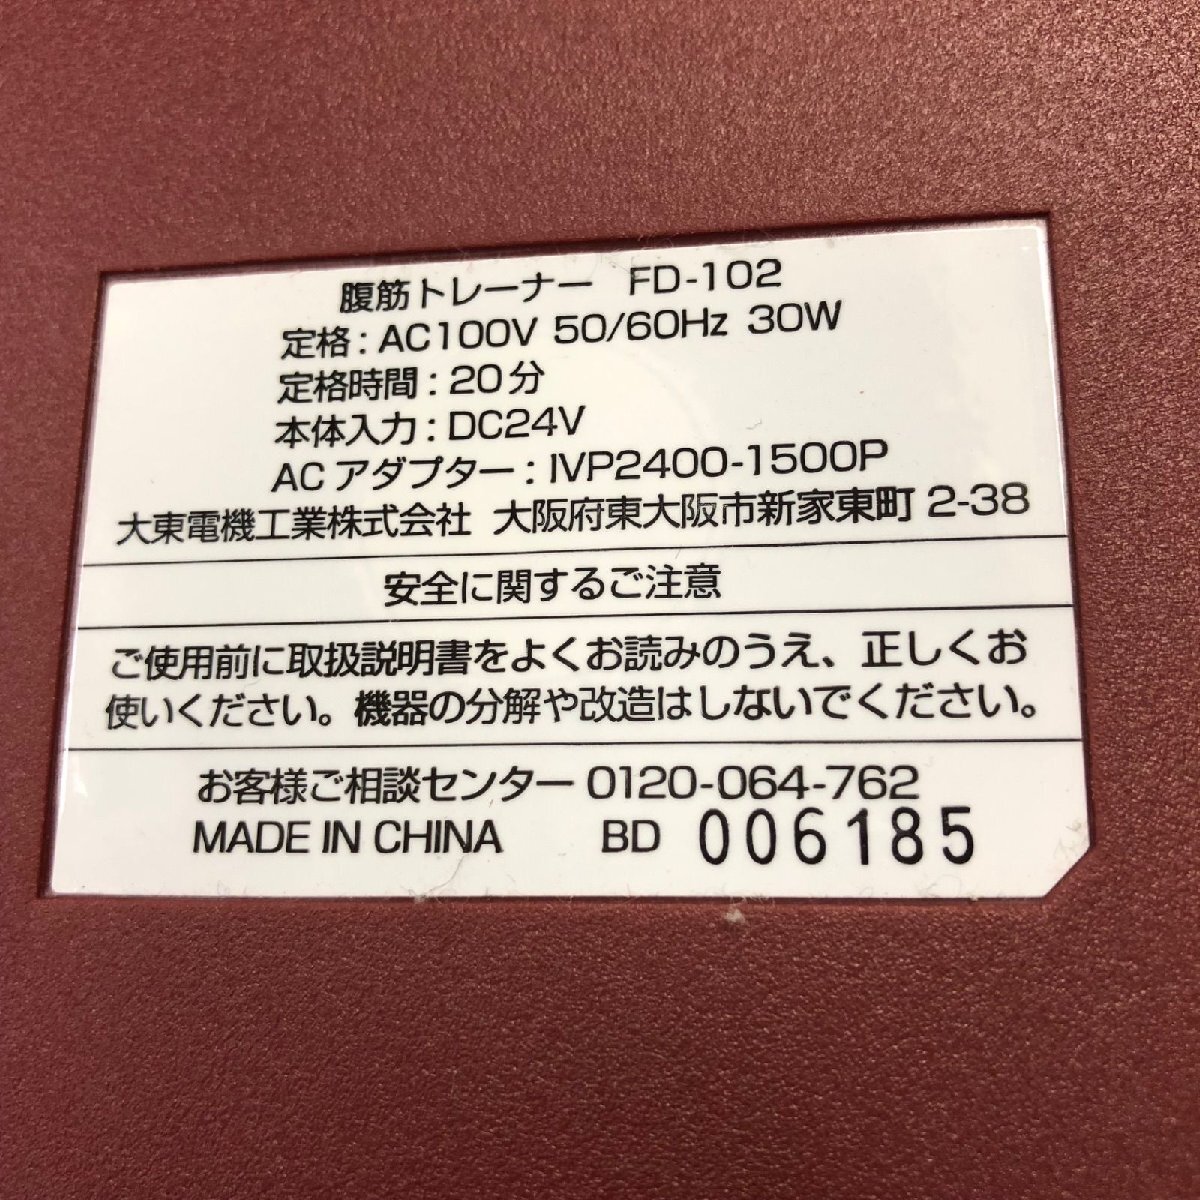 腹筋トレーナー FD-102
定格:AC100V 50/60Hz 30W
定格時間:20分
本体入力:DC24V
ACアダプター:IVP2400-1500P
大東電機工業株式会社 大阪府東大阪市新家東町 2-38
安全に関するご注意
ご使用前に取扱説明書をよくお読みのうえ、正しくお
使いください。機器の分解や改造はしないでください。
お客様ご相談センター 0120-064-762
MADE IN CHINA BD 006185